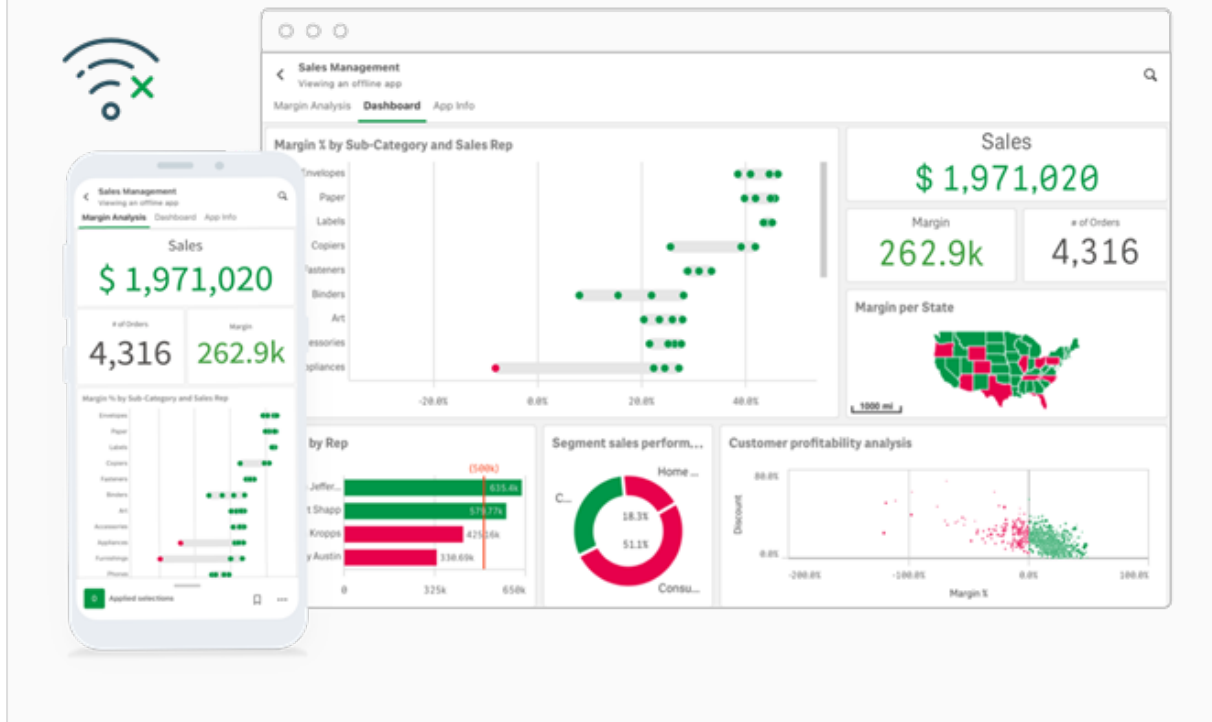 Sales Management
Viewing an offline app
Margin Analysis Dashboard App Info
Margin % by Sub-Category and Sales Rep
Paper
Labels
Copiers
Binders
Art
-20.0% 0.0% 20.0% 40.0%
Sales
$ 1,971,020
Margin
262.9k
# of Orders
4,316
Margin per State
1000 mi
by Rep
(500k)
Jeffer...
635.4k
Shapp
579.77k
Kropps
425.16k
Austin
330.69k
0 325k 650k
Segment sales perform...
Home ...
C...
18.3%
51.1%
Consu...
Customer profitability analysis
Discount
80.0%
0.0%
-200.0% -100.0% 0.0% 100.0%
Margin %
Sales Management
Viewing an offline app
Margin Analysis Dashboard App Info
Sales
$ 1,971,020
# of Orders
4,316
Margin
262.9k
Margin % by Sub-Category and Sales Rep
Envelopes
Paper
Labels
Copiers
Fasteners
Binders
Art
Accessories
Appliances
Furnishings
Phones
0 Applied selections